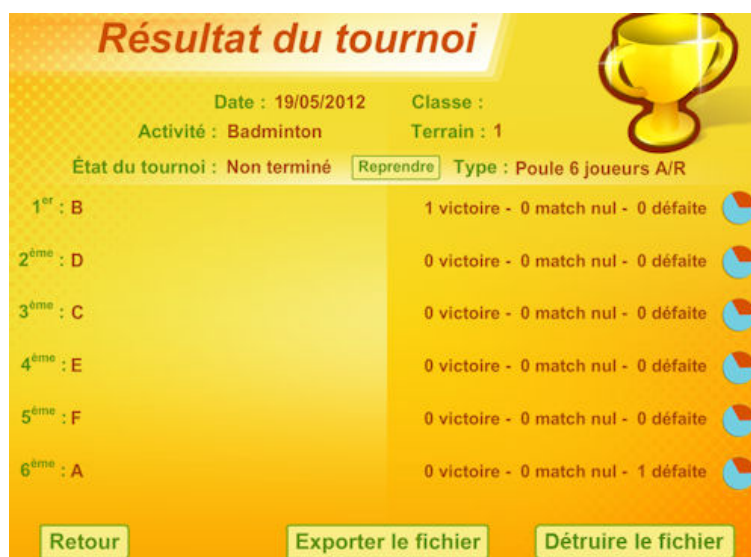 Résultat du tournoi
Date : 19/05/2012 Classe :
Activité : Badminton Terrain : 1
État du tournoi : Non terminé Reprendre Type : Poule 6 joueurs A/R
1er : B 1 victoire - 0 match nul - 0 défaite
2ème : D 0 victoire - 0 match nul - 0 défaite
3ème : C 0 victoire - 0 match nul - 0 défaite
4ème : E 0 victoire - 0 match nul - 0 défaite
5ème : F 0 victoire - 0 match nul - 0 défaite
6ème : A 0 victoire - 0 match nul - 1 défaite
Retour Exporter le fichier Détruire le fichier